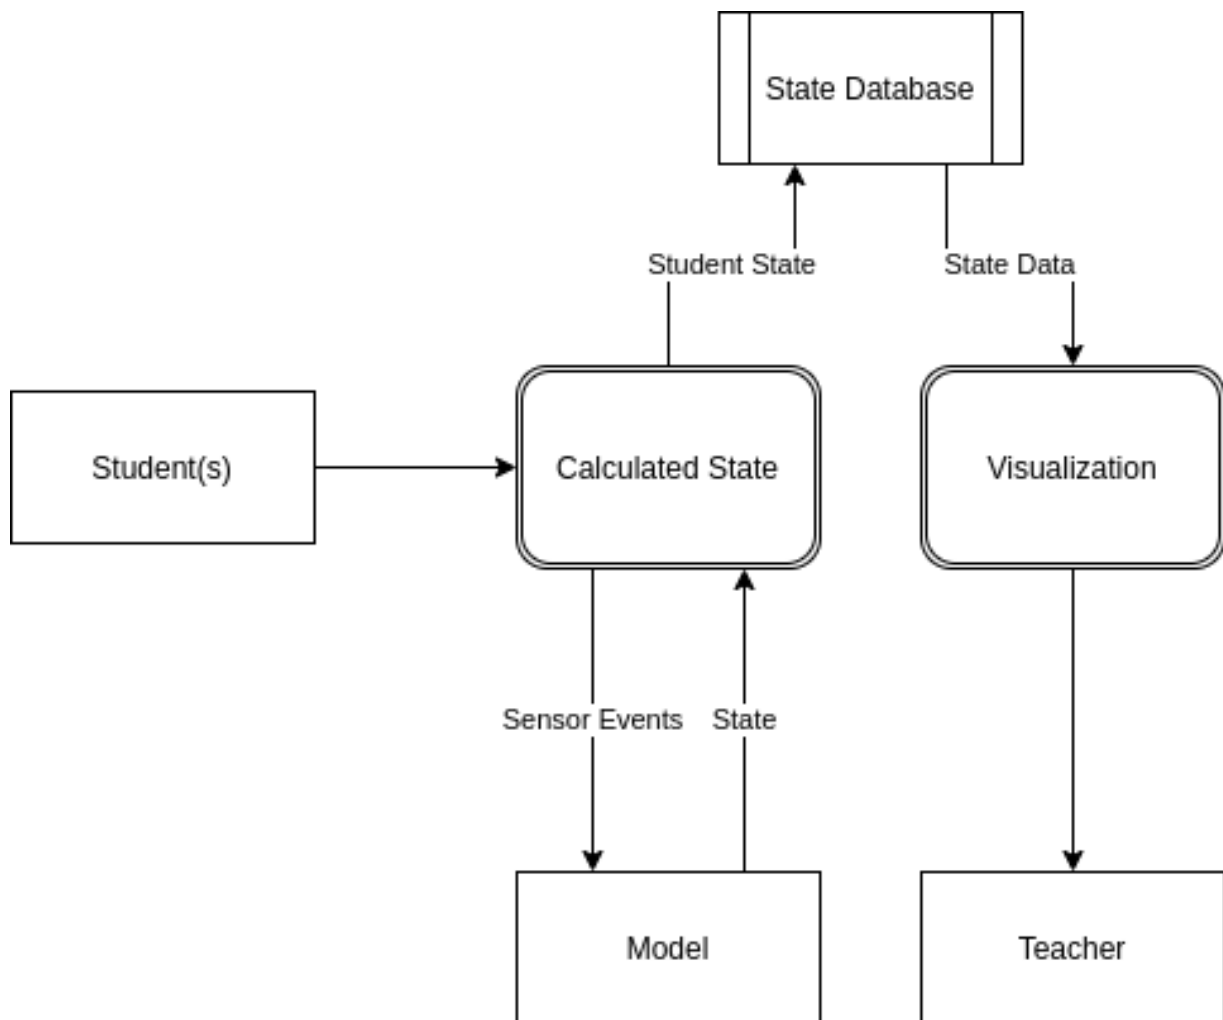 State Database
Student State
State Data
Student(s)
Calculated State
Visualization
Sensor Events
State
Model
Teacher